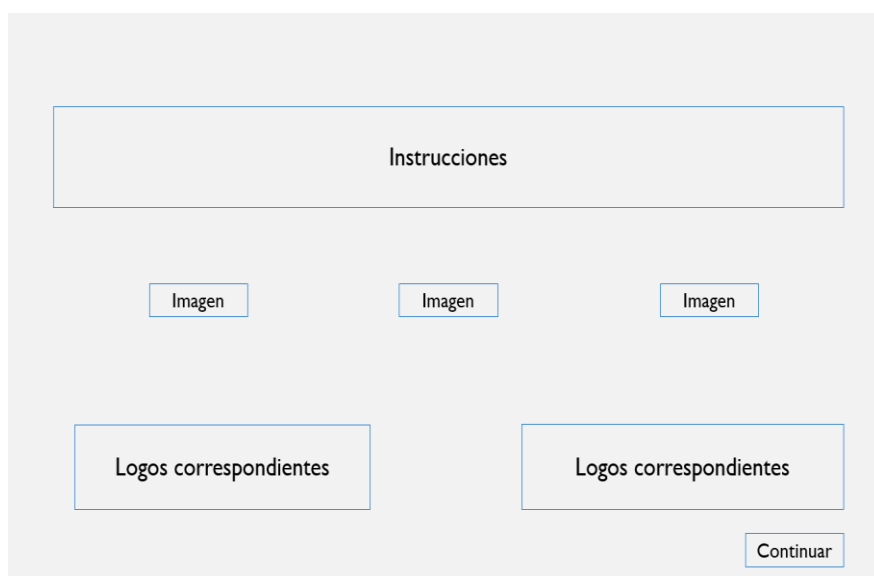 Instrucciones
Imagen
Imagen
Imagen
Logos correspondientes
Logos correspondientes
Continuar